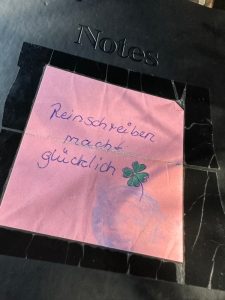 Notes
Reinschreiben
macht
glücklich